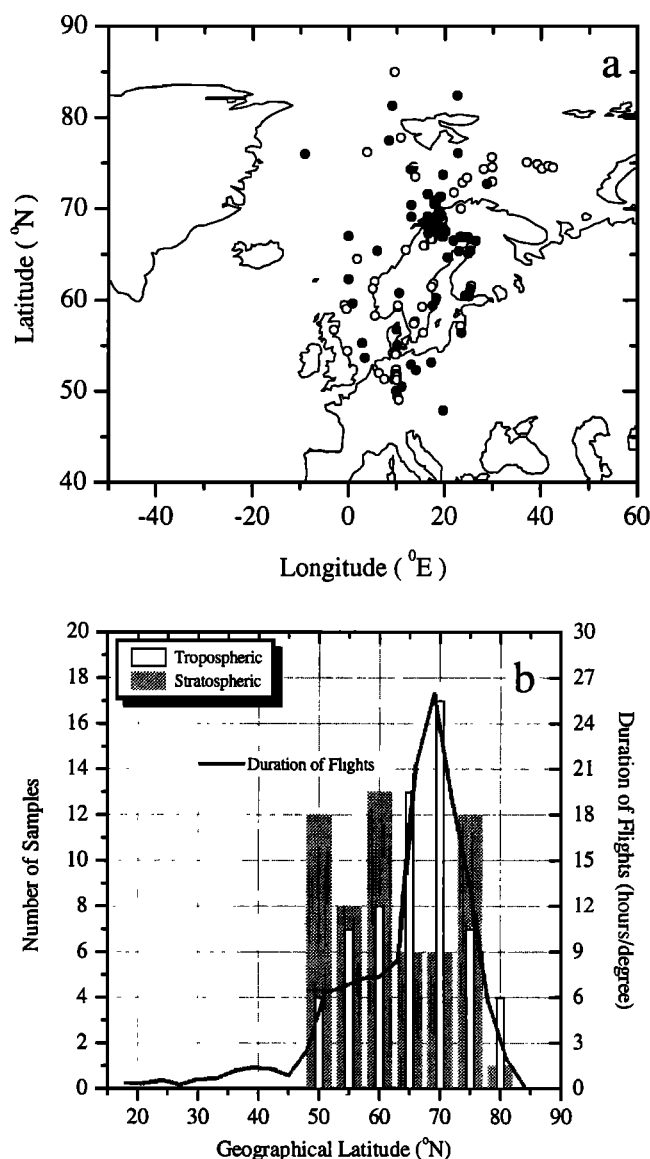 90
80
70
60
50
40
a
Latitude ( ⁰N )
-40 -20 0 20 40 60
Longitude ( ⁰E )
20
18
16
14
12
10
8
6
4
2
0
Tropospheric
Stratospheric
b
Duration of Flights
30
27
24
21
18
15
12
9
6
3
0
Number of Samples
Duration of Flights (hours/degree)
20 30 40 50 60 70 80 90
Geographical Latitude (⁰N)